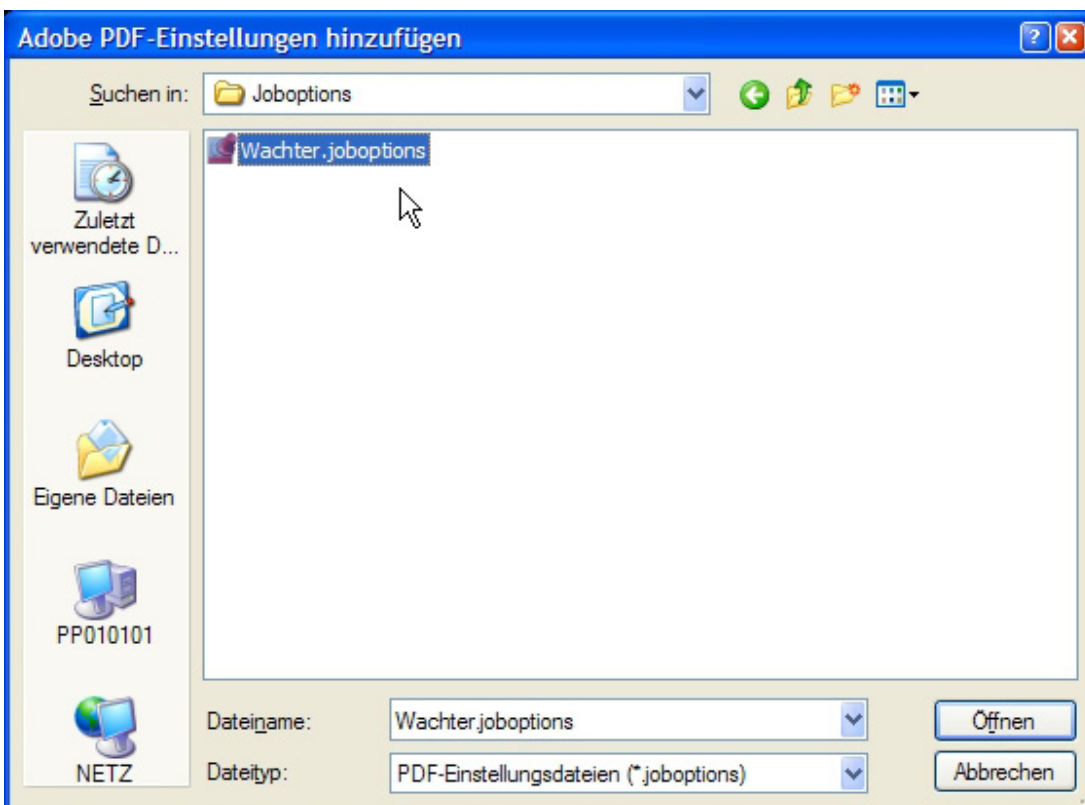 Adobe PDF-Einstellungen hinzufügen
Suchen in: Joboptions
Wachter.joboptions
Zuletzt
verwendete D...
Desktop
Eigene Dateien
PP010101
NETZ
Dateiname: Wachter.joboptions Öffnen
Dateityp: PDF-Einstellungsdateien (*.joboptions) Abbrechen